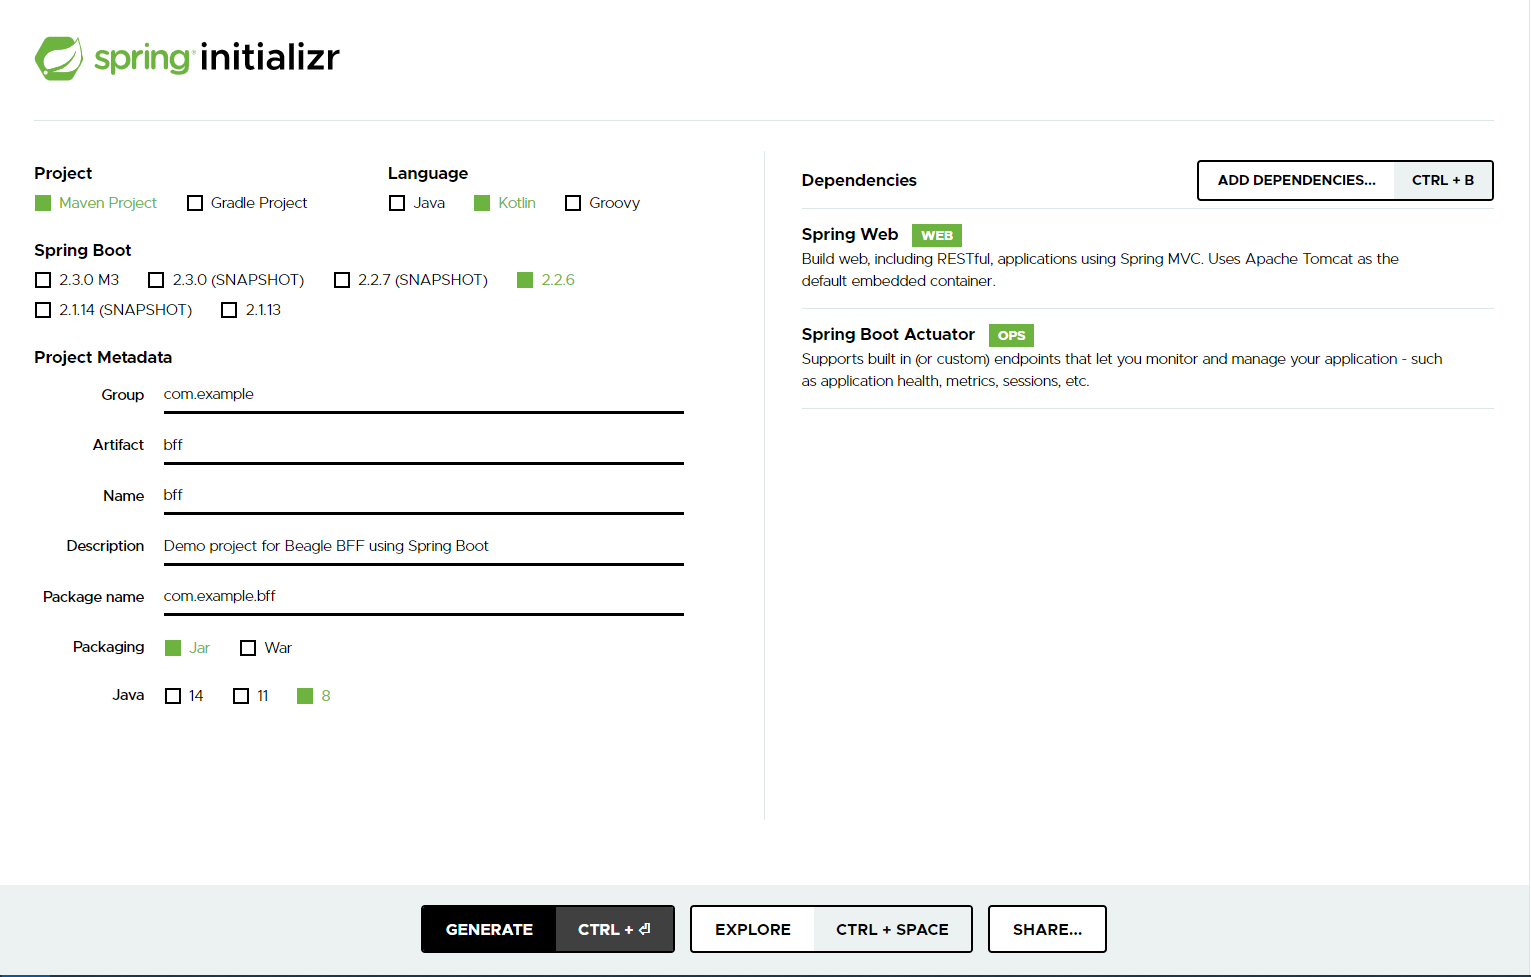 spring initializr
Project
Maven Project Gradle Project
Language
Java Kotlin Groovy
Spring Boot
2.3.0 M3 2.3.0 (SNAPSHOT) 2.2.7 (SNAPSHOT) 2.2.6
2.1.14 (SNAPSHOT) 2.1.13
Project Metadata
Group com.example
Artifact bff
Name bff
Description Demo project for Beagle BFF using Spring Boot
Package name com.example.bff
Packaging Jar War
Java 14 11 8
Dependencies ADD DEPENDENCIES... CTRL + B
Spring Web WEB
Build web, including RESTful, applications using Spring MVC. Uses Apache Tomcat as the
default embedded container.
Spring Boot Actuator OPS
Supports built in (or custom) endpoints that let you monitor and manage your application - such
as application health, metrics, sessions, etc.
GENERATE CTRL + ⏎ EXPLORE CTRL + SPACE SHARE...